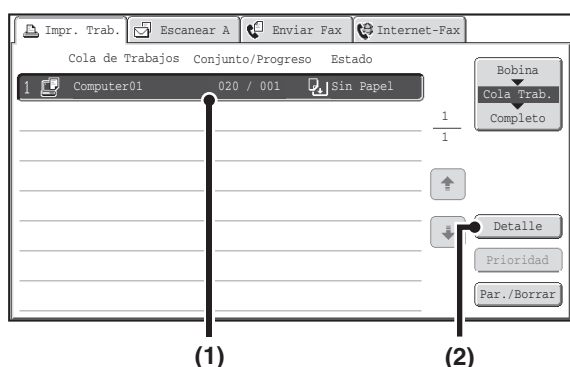 Impr. Trab. Escanear A Enviar Fax Internet-Fax
Cola de Trabajos Conjunto/Progreso Estado
1 Computer01 020 / 001 Sin Papel
1
1
Bobina
Cola Trab.
Completo
Detalle
Prioridad
Par./Borrar
(1) (2)